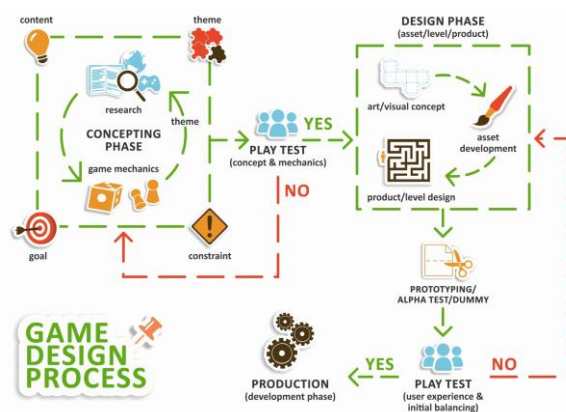 content
theme
research
CONCEPTING
PHASE
theme
game mechanics
goal
constraint
PLAY TEST
(concept & mechanics)
YES
NO
DESIGN PHASE
(asset/level/product)
art/visual concept
asset
development
product/level design
PROTOTYPING/
ALPHA TEST/DUMMY
PLAY TEST
(user experience &
initial balancing)
YES
NO
PRODUCTION
(development phase)
GAME
DESIGN
PROCESS